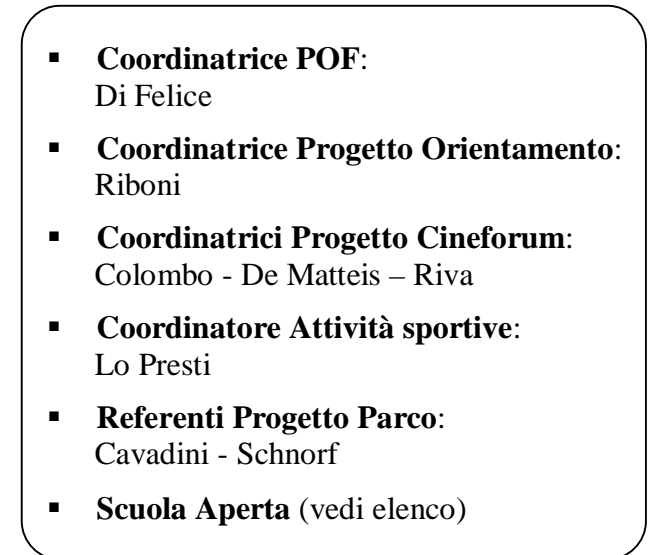 ▪ Coordinatrice POF:
Di Felice
▪ Coordinatrice Progetto Orientamento:
Riboni
▪ Coordinatrici Progetto Cineforum:
Colombo - De Matteis – Riva
▪ Coordinatore Attività sportive:
Lo Presti
▪ Referenti Progetto Parco:
Cavadini - Schnorf
▪ Scuola Aperta (vedi elenco)